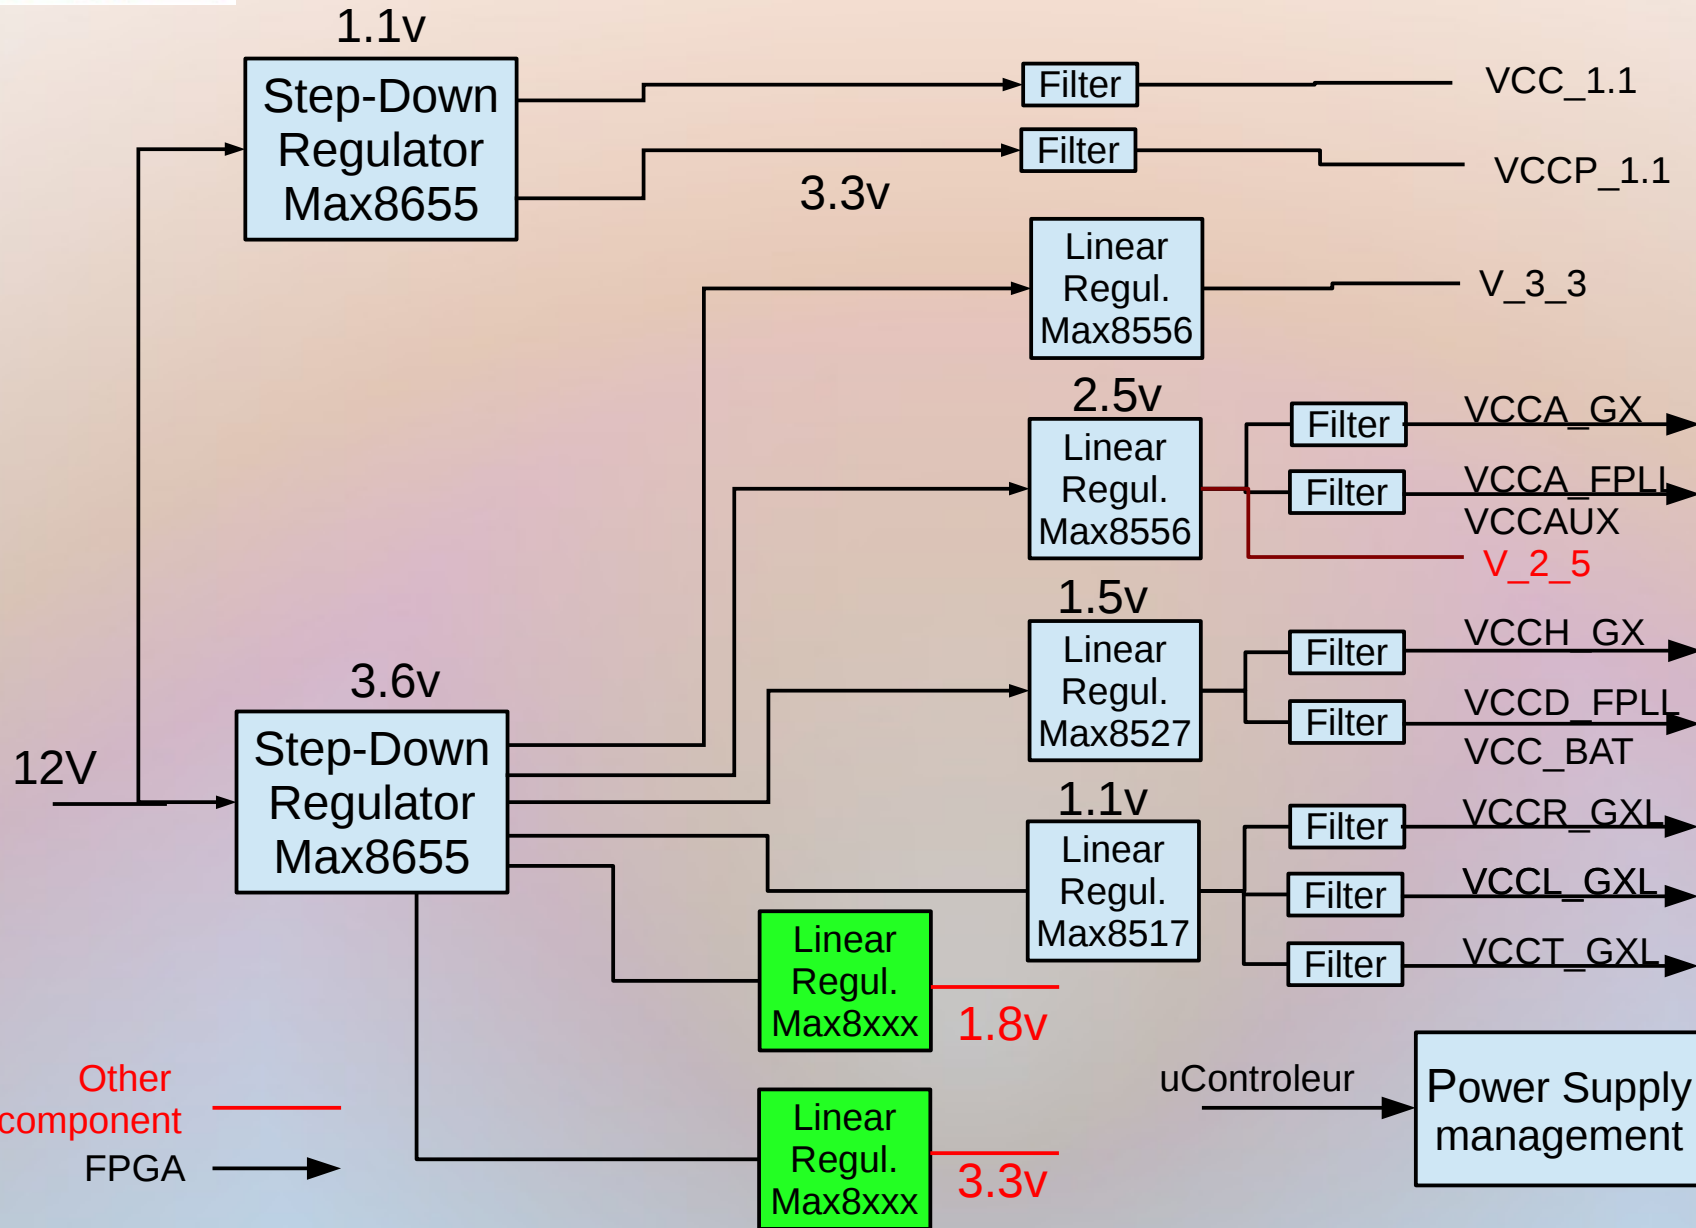 1.1v
Step-Down
Regulator
Max8655
Filter
VCC_1.1
Filter
VCCP_1.1
3.3v
Linear
Regul.
Max8556
V_3_3
2.5v
Linear
Regul.
Max8556
Filter
VCCA_GX
Filter
VCCA_FPLL
VCCAUX
V_2_5
1.5v
Linear
Regul.
Max8527
Filter
VCCH_GX
Filter
VCCD_FPLL
VCC_BAT
3.6v
12V
Step-Down
Regulator
Max8655
1.1v
Linear
Regul.
Max8517
Filter
VCCR_GXL
Filter
VCCL_GXL
Filter
VCCT_GXL
Linear
Regul.
Max8xxx
1.8v
Other
component
FPGA
Linear
Regul.
Max8xxx
3.3v
uControleur
Power Supply
management